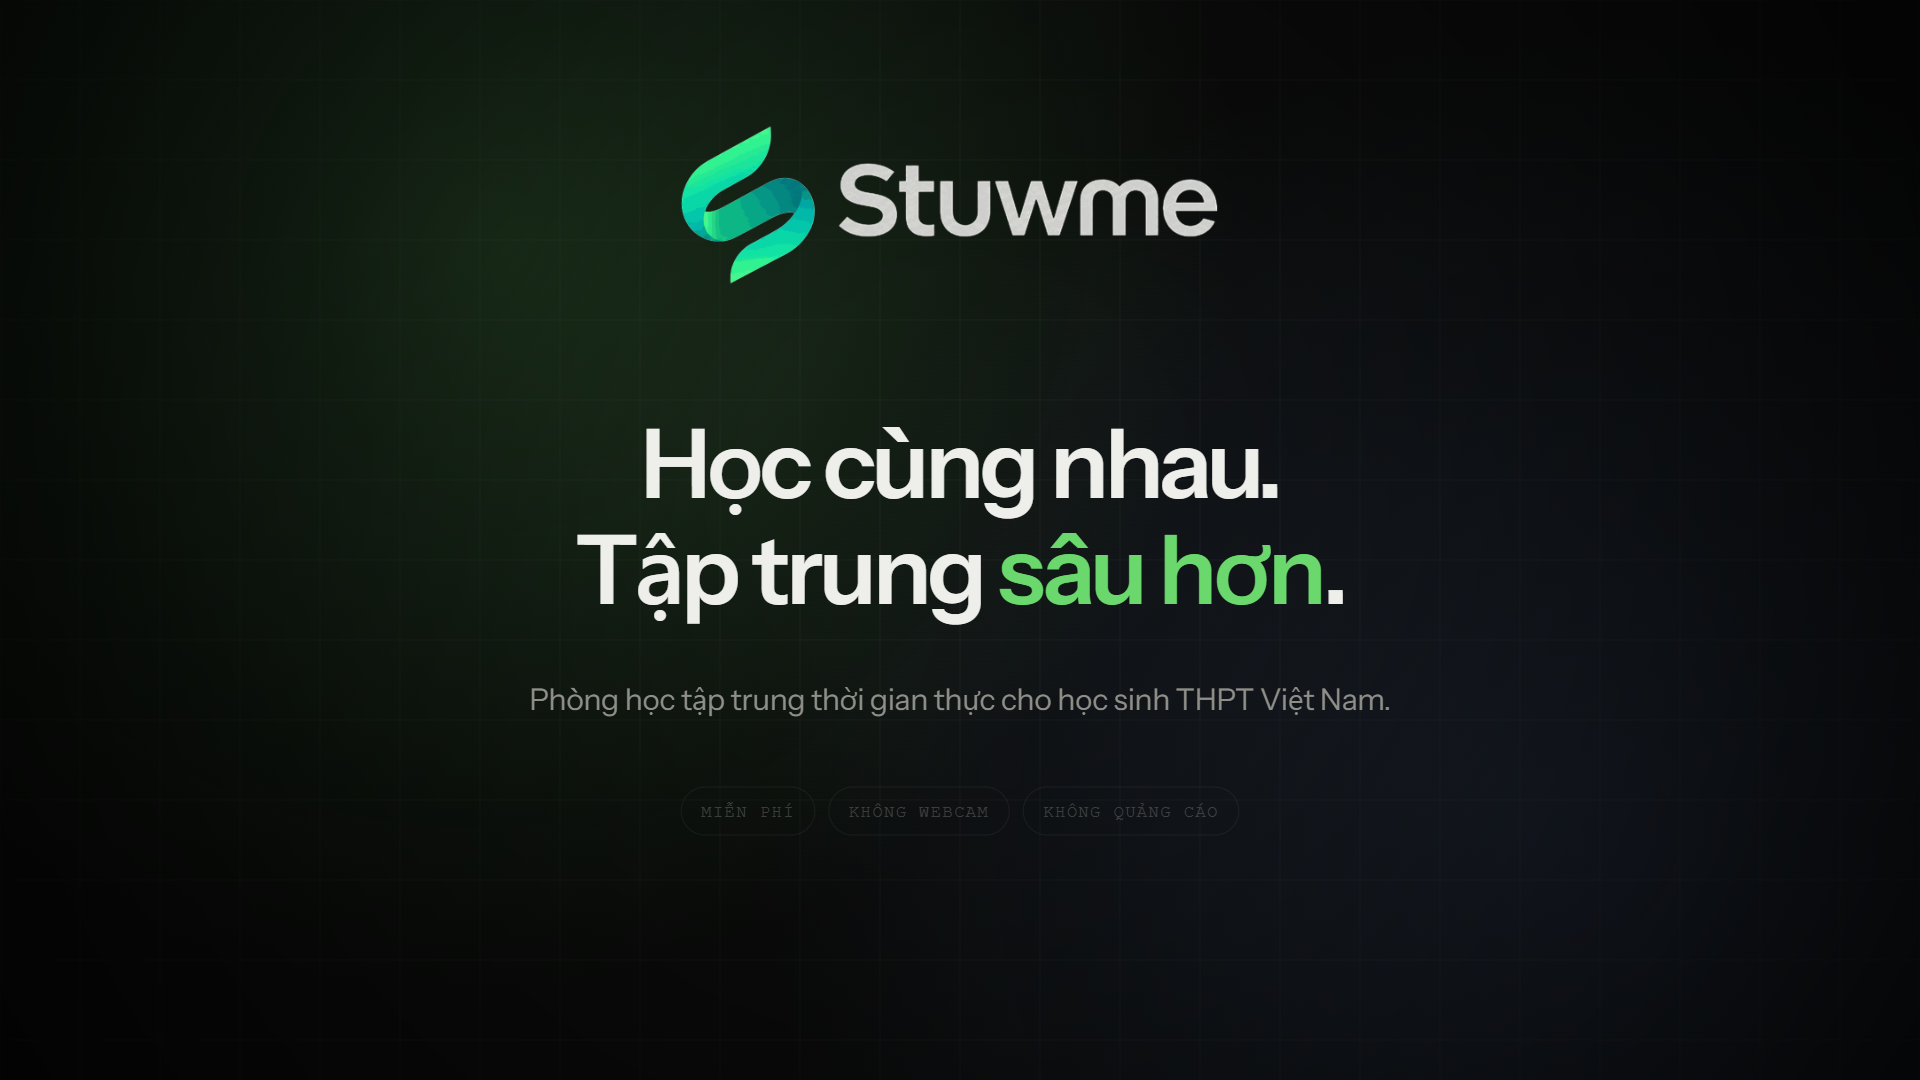 Stuwme
Học cùng nhau.
Tập trung sâu hơn.
Phòng học tập trung thời gian thực cho học sinh THPT Việt Nam.
MIỄN PHÍ
KHÔNG WEBCAM
KHÔNG QUẢNG CÁO